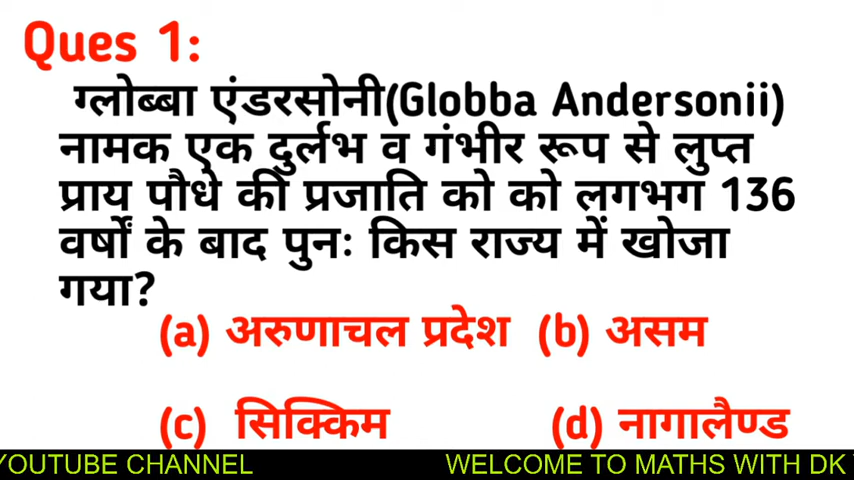 Ques 1:
ग्लोब्बा एंडरसोनी(Globba Andersonii)
नामक एक दुर्लभ व गंभीर रूप से लुप्त
प्राय पौधे की प्रजाति को को लगभग 136
वर्षों के बाद पुनः किस राज्य में खोजा
गया?
(a) अरुणाचल प्रदेश (b) असम
(c) सिक्किम (d) नागालैण्ड
YOUTUBE CHANNEL WELCOME TO MATHS WITH DK